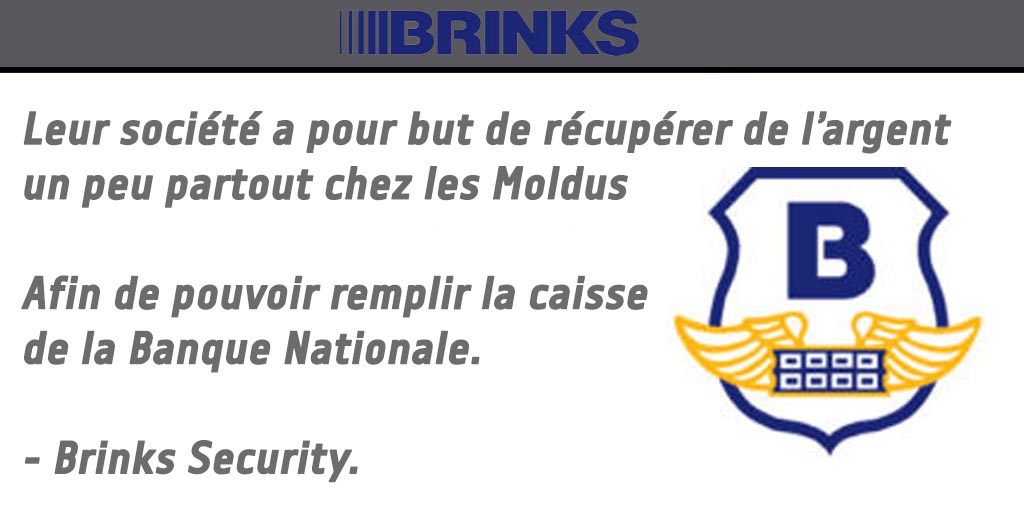 BRINKS
Leur société a pour but de récupérer de l’argent
un peu partout chez les Moldus
B
Afin de pouvoir remplir la caisse
de la Banque Nationale.
- Brinks Security.